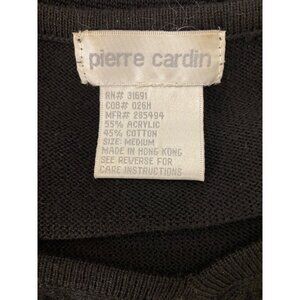 pierre cardin
RN# 31691
COB# 026H
MFR# 285494
55% ACRYLIC
45% COTTON
SIZE: MEDIUM
MADE IN HONG KONG
SEE REVERSE FOR
CARE INSTRUCTIONS